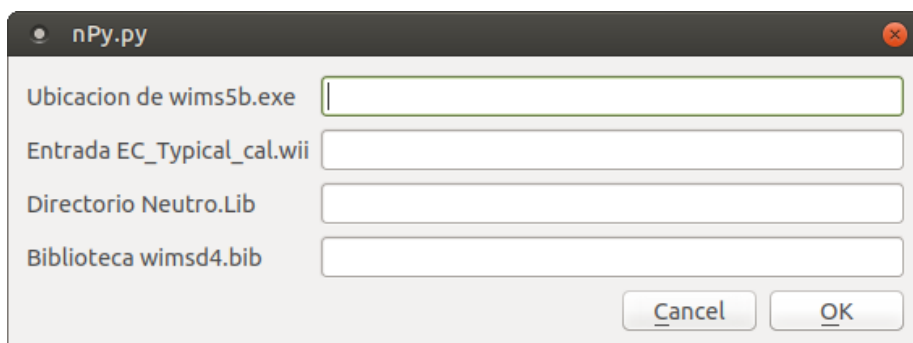 nPy.py
Ubicacion de wims5b.exe
Entrada EC_Typical_cal.wii
Directorio Neutro.Lib
Biblioteca wimsd4.bib
Cancel OK